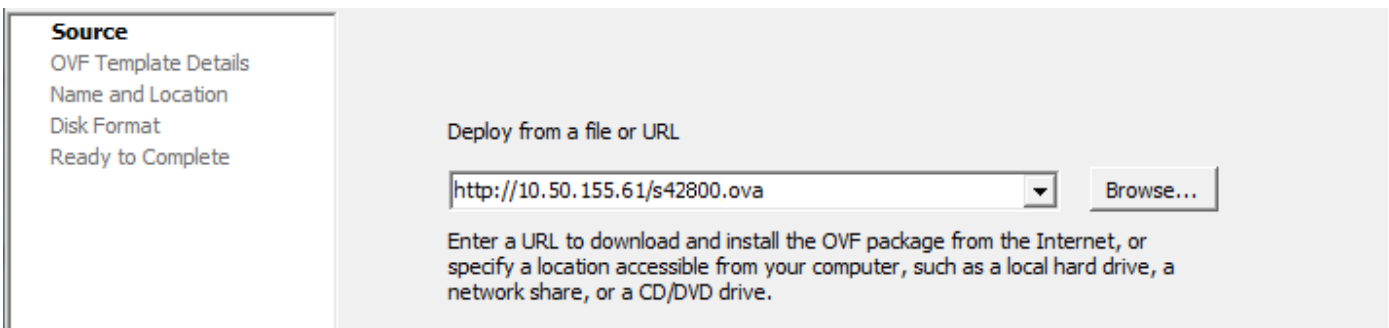 Source
OVF Template Details
Name and Location
Disk Format
Ready to Complete
Deploy from a file or URL
http://10.50.155.61/s42800.ova
Browse...
Enter a URL to download and install the OVF package from the Internet, or
specify a location accessible from your computer, such as a local hard drive, a
network share, or a CD/DVD drive.